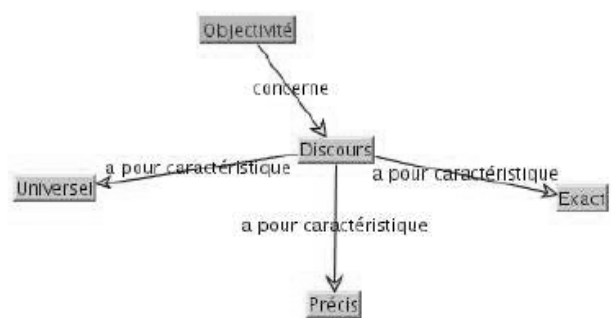 Objectivité
concerne
Discours
a pour caractéristique
a pour caractéristique
Universel
Exact
a pour caractéristique
Précis